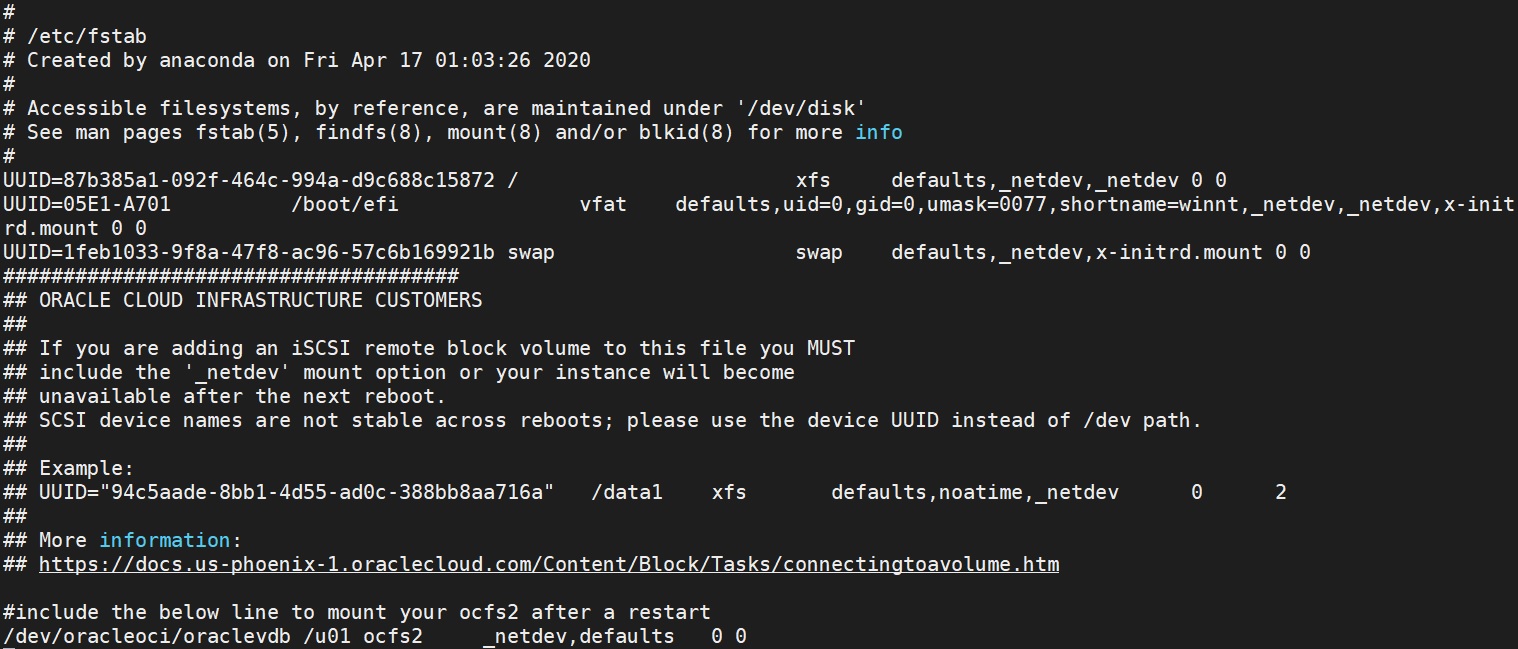 #
# /etc/fstab
# Created by anaconda on Fri Apr 17 01:03:26 2020
#
# Accessible filesystems, by reference, are maintained under '/dev/disk'
# See man pages fstab(5), findfs(8), mount(8) and/or blkid(8) for more info
#
UUID=87b385a1-092f-464c-994a-d9c688c15872 /                       xfs     defaults,_netdev,_netdev 0 0
UUID=05E1-A701          /boot/efi               vfat    defaults,uid=0,gid=0,umask=0077,shortname=winnt,_netdev,_netdev,x-init
rd.mount 0 0
UUID=1feb1033-9f8a-47f8-ac96-57c6b169921b swap                    swap    defaults,_netdev,x-initrd.mount 0 0
######################################
## ORACLE CLOUD INFRASTRUCTURE CUSTOMERS
##
## If you are adding an iSCSI remote block volume to this file you MUST
## include the '_netdev' mount option or your instance will become
## unavailable after the next reboot.
## SCSI device names are not stable across reboots; please use the device UUID instead of /dev path.
##
## Example:
## UUID="94c5aade-8bb1-4d55-ad0c-388bb8aa716a"   /data1    xfs       defaults,noatime,_netdev      0      2
##
## More information:
## https://docs.us-phoenix-1.oraclecloud.com/Content/Block/Tasks/connectingtoavolume.htm

#include the below line to mount your ocfs2 after a restart
/dev/oracleoci/oraclevdb /u01 ocfs2     _netdev,defaults   0 0